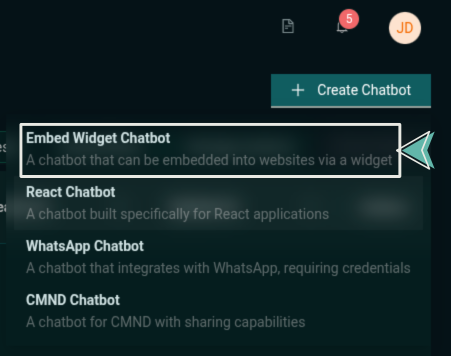 5
JD
+ Create Chatbot
Embed Widget Chatbot
es
A chatbot that can be embedded into websites via a widget
React Chatbot
ea
A chatbot built specifically for React applications
WhatsApp Chatbot
A chatbot that integrates with WhatsApp, requiring credentials
CMND Chatbot
A chatbot for CMND with sharing capabilities